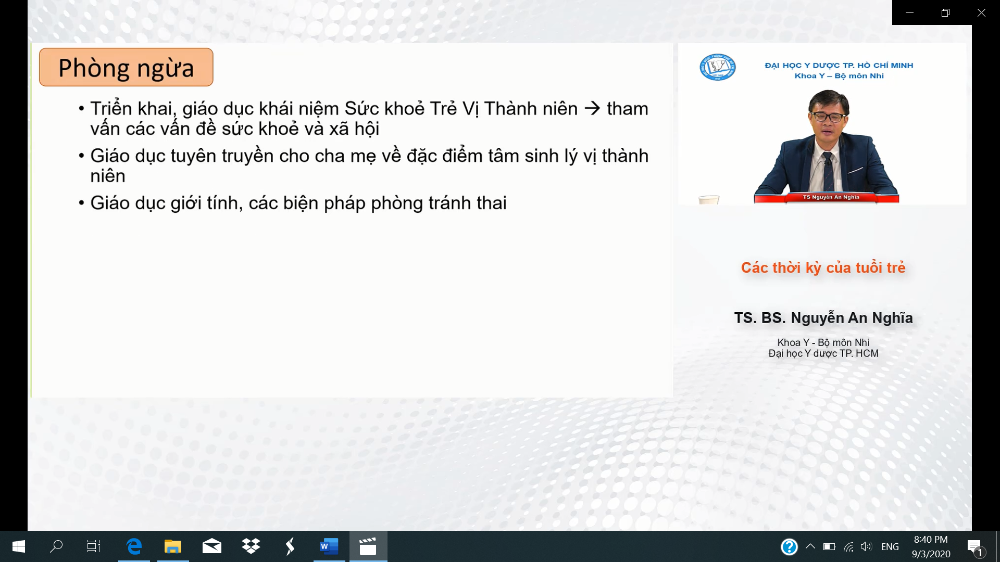 Phòng ngừa
• Triển khai, giáo dục khái niệm Sức khoẻ Trẻ Vị Thành niên → tham
vấn các vấn đề sức khoẻ và xã hội
• Giáo dục tuyên truyền cho cha mẹ về đặc điểm tâm sinh lý vị thành
niên
• Giáo dục giới tính, các biện pháp phòng tránh thai
ĐẠI HỌC Y DƯỢC TP. HỒ CHÍ MINH
Khoa Y – Bộ môn Nhi
TS Nguyễn An Nghĩa
Các thời kỳ của tuổi trẻ
TS. BS. Nguyễn An Nghĩa
Khoa Y - Bộ môn Nhi
Đại học Y dược TP. HCM
W
ENG
8:40 PM
9/3/2020
1